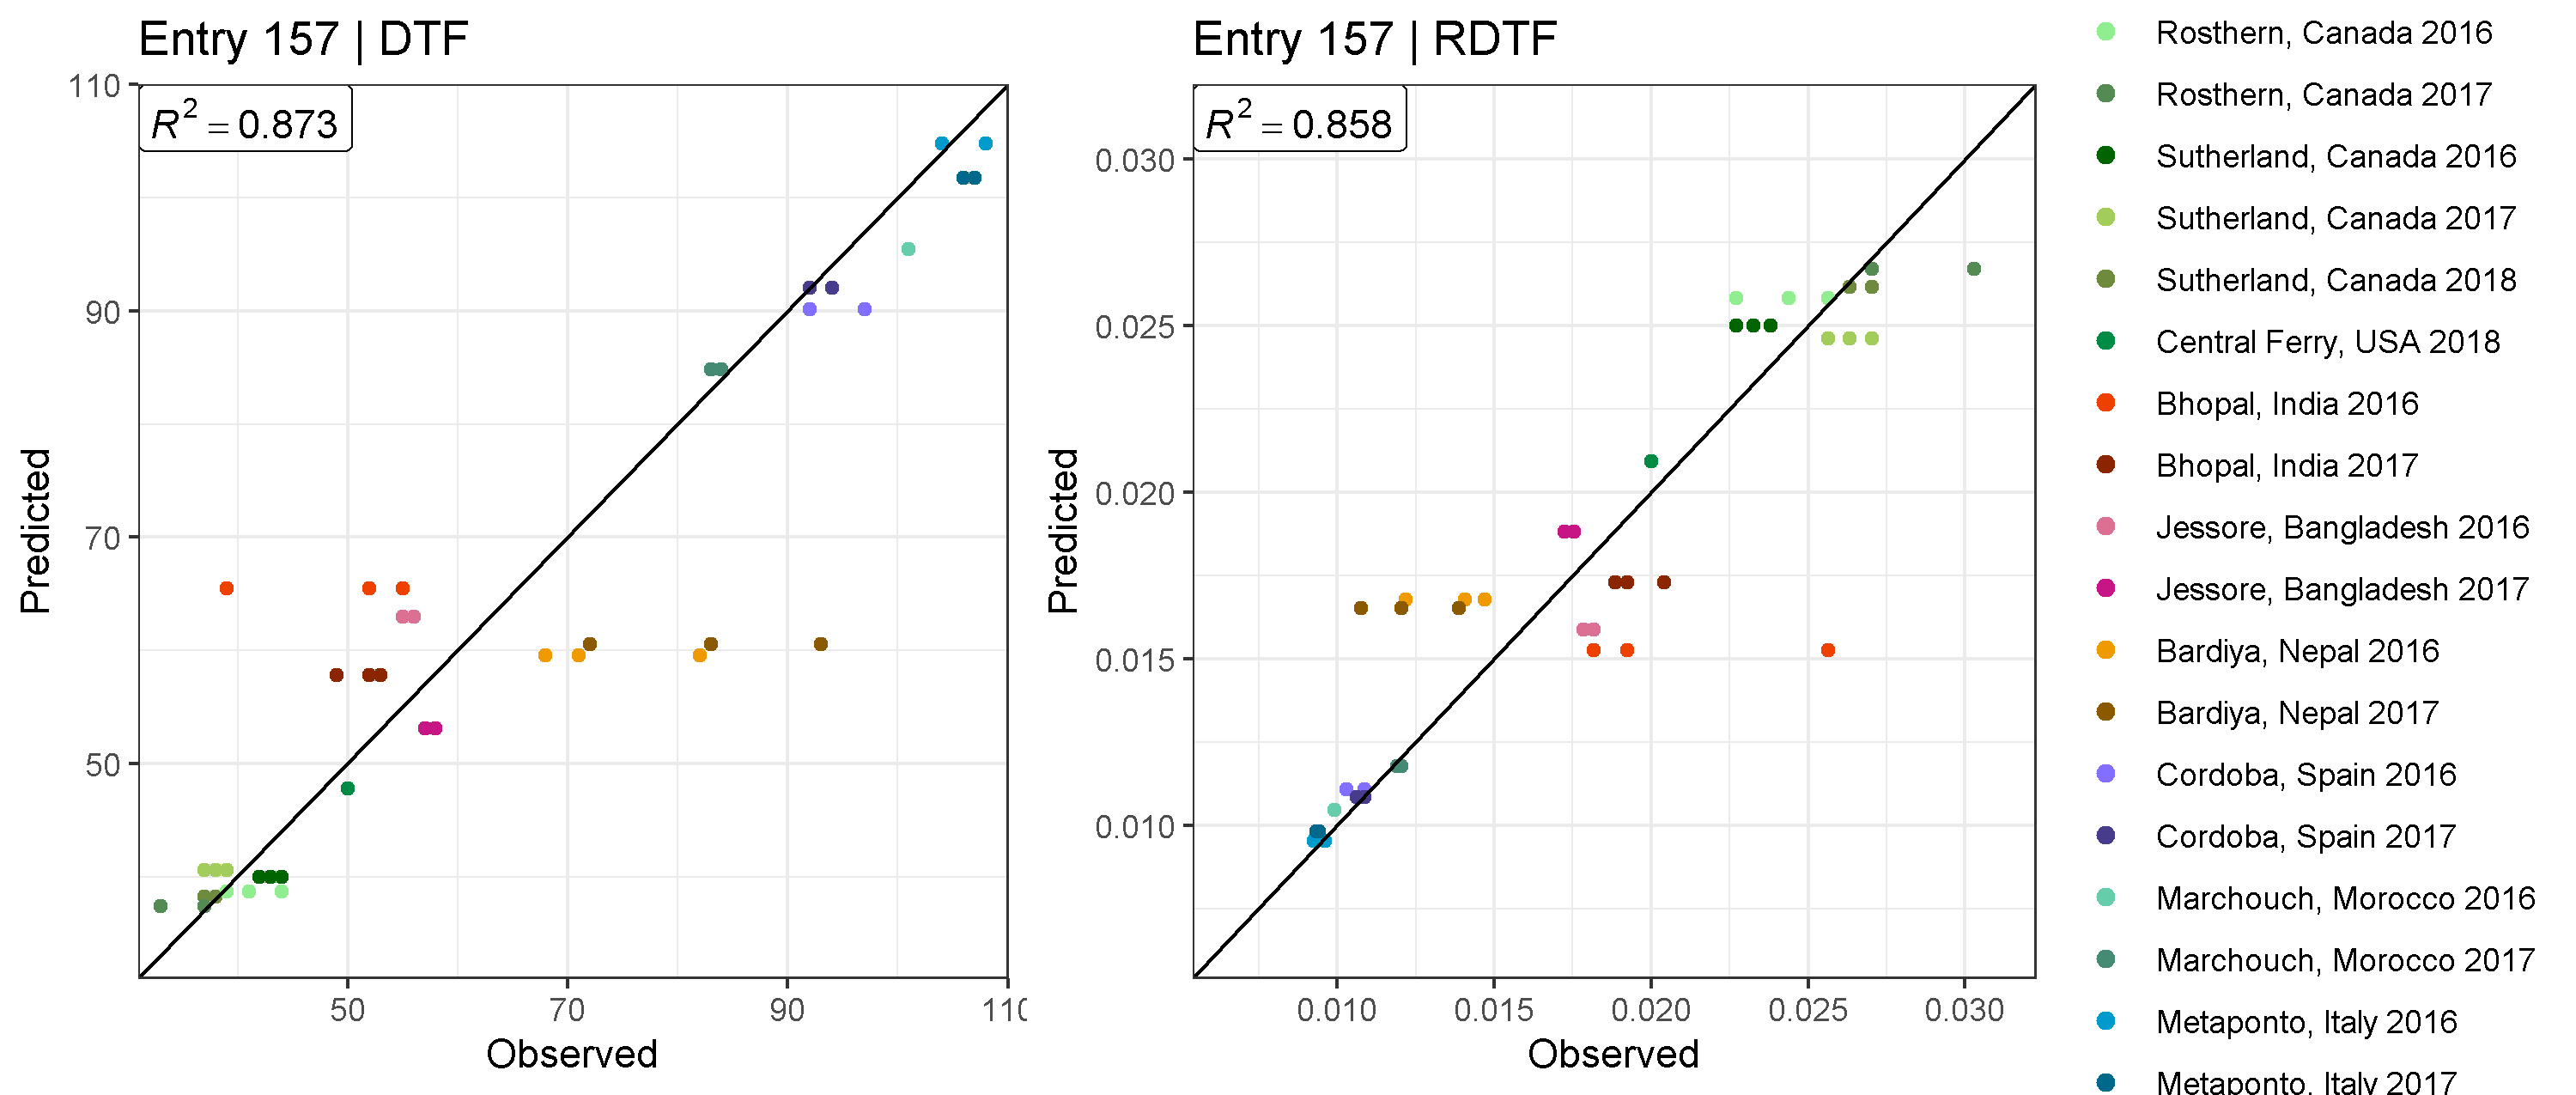 Entry 157 | DTF
R² = 0.873
110
90
70
50
Predicted
50
70
90
110
Observed
Entry 157 | RDTF
R² = 0.858
0.030
0.025
0.020
0.015
0.010
Predicted
0.010
0.015
0.020
0.025
0.030
Observed
Rosthern, Canada 2016
Rosthern, Canada 2017
Sutherland, Canada 2016
Sutherland, Canada 2017
Sutherland, Canada 2018
Central Ferry, USA 2018
Bhopal, India 2016
Bhopal, India 2017
Jessore, Bangladesh 2016
Jessore, Bangladesh 2017
Bardiya, Nepal 2016
Bardiya, Nepal 2017
Cordoba, Spain 2016
Cordoba, Spain 2017
Marchouch, Morocco 2016
Marchouch, Morocco 2017
Metaponto, Italy 2016
Metaponto, Italy 2017